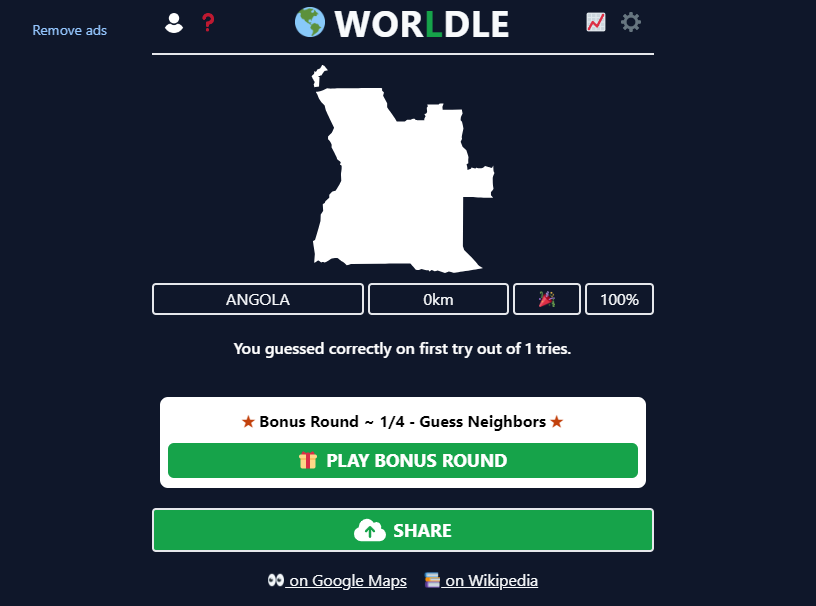 Remove ads
WORLDLE
ANGOLA 0km 100%
You guessed correctly on first try out of 1 tries.
Bonus Round ~ 1/4 - Guess Neighbors
PLAY BONUS ROUND
SHARE
on Google Maps on Wikipedia